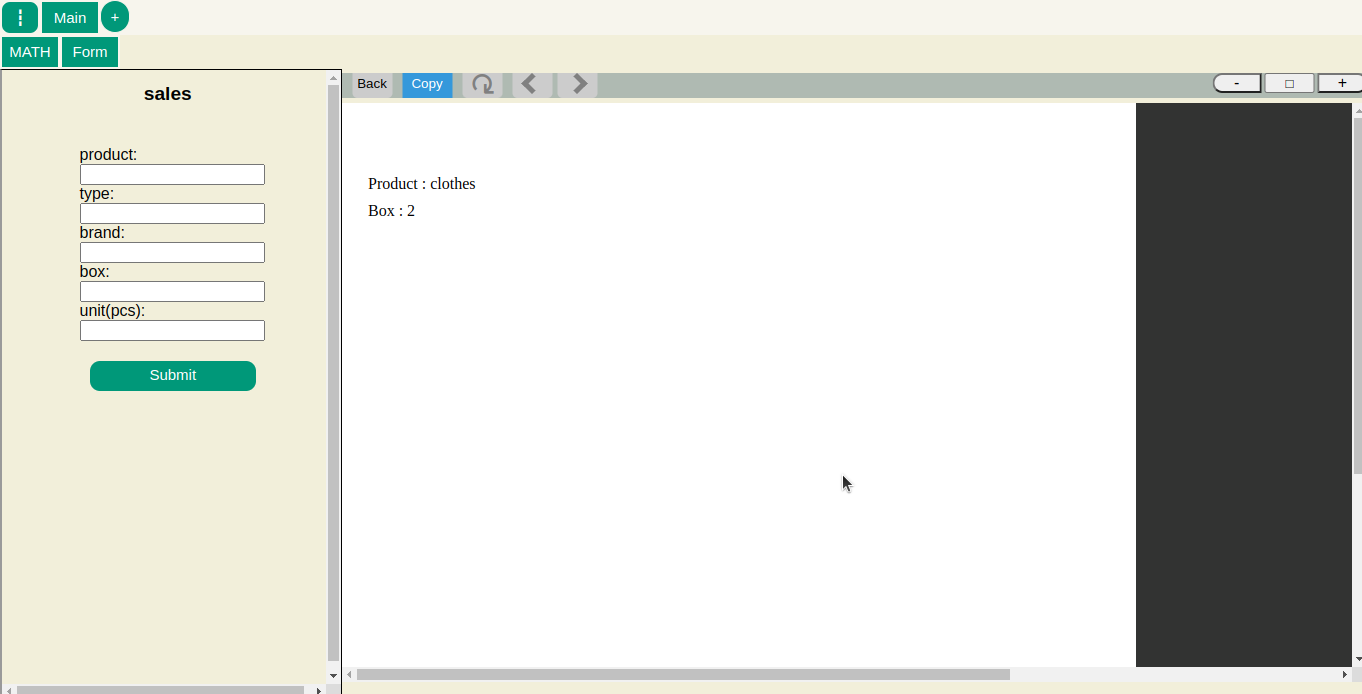 Main +
MATH Form
sales
product:
type:
brand:
box:
unit(pcs):
Submit
Back Copy - □ +
Product : clothes
Box : 2